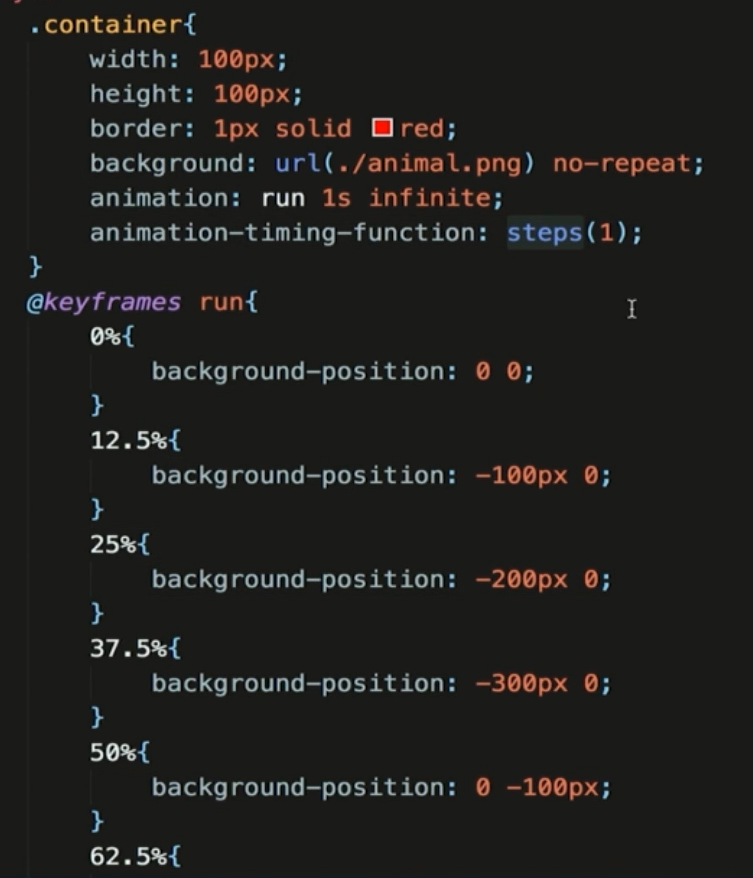 .container{
    width: 100px;
    height: 100px;
    border: 1px solid red;
    background: url(./animal.png) no-repeat;
    animation: run 1s infinite;
    animation-timing-function: steps(1);
}
@keyframes run{
    0%{
        background-position: 0 0;
    }
    12.5%{
        background-position: -100px 0;
    }
    25%{
        background-position: -200px 0;
    }
    37.5%{
        background-position: -300px 0;
    }
    50%{
        background-position: 0 -100px;
    }
    62.5%{